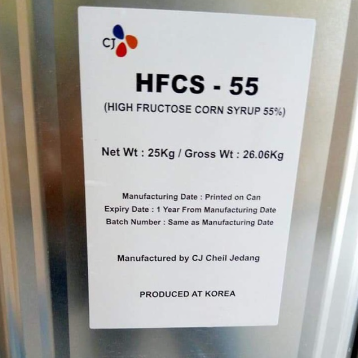 CJ
HFCS - 55
(HIGH FRUCTOSE CORN SYRUP 55%)
Net Wt : 25Kg / Gross Wt : 26.06Kg
Manufacturing Date : Printed on Can
Expiry Date : 1 Year From Manufacturing Date
Batch Number : Same as Manufacturing Date
Manufactured by CJ Cheil Jedang
PRODUCED AT KOREA